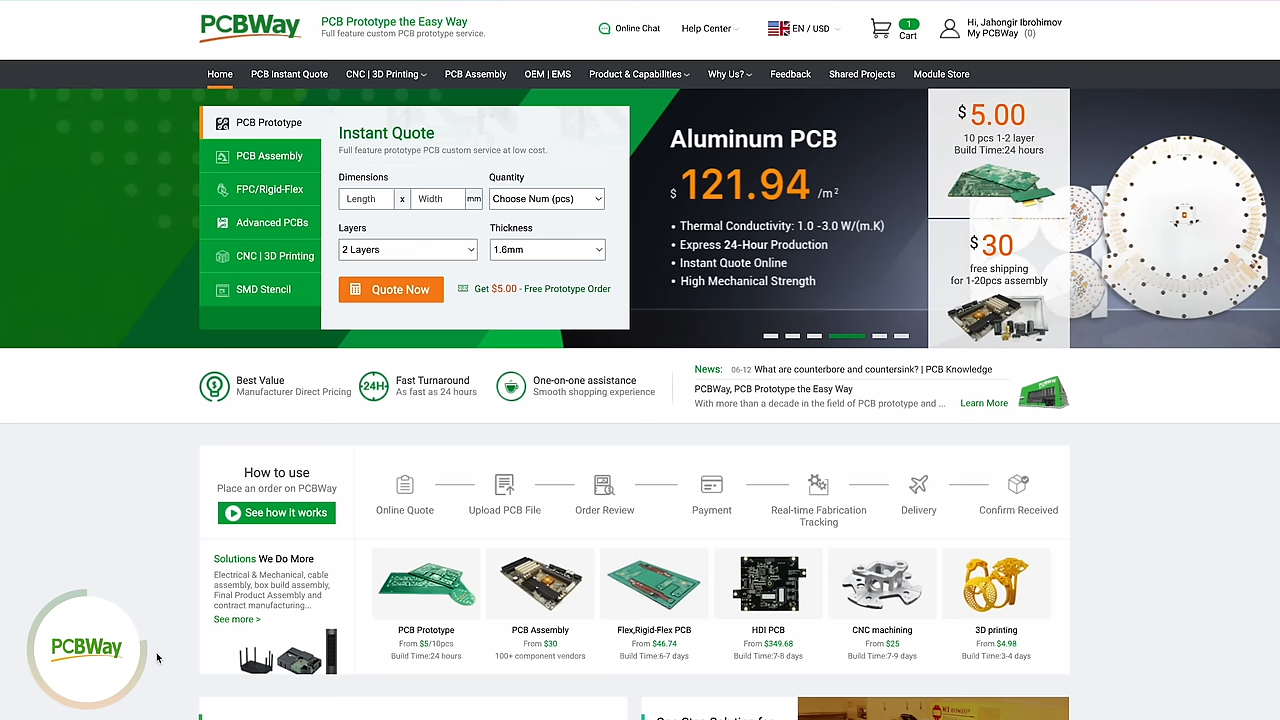 PCBWay
PCB Prototype the Easy Way
Full feature custom PCB prototype service.
Online Chat
Help Center
EN / USD
1
Cart
Hi, Jahongir Ibrohimov
My PCBWay (0)
Home
PCB Instant Quote
CNC | 3D Printing
PCB Assembly
OEM | EMS
Product & Capabilities
Why Us?
Feedback
Shared Projects
Module Store
PCB Prototype
PCB Assembly
FPC/Rigid-Flex
Advanced PCBs
CNC | 3D Printing
SMD Stencil
Instant Quote
Full feature prototype PCB custom service at low cost.
Dimensions
Quantity
Length
x
Width
mm
Choose Num (pcs)
Layers
Thickness
2 Layers
1.6mm
Quote Now
Get $5.00 - Free Prototype Order
Aluminum PCB
$ 121.94 /m²
• Thermal Conductivity: 1.0 -3.0 W/(m.K)
• Express 24-Hour Production
• Instant Quote Online
• High Mechanical Strength
$ 5.00
10 pcs 1-2 layer
Build Time:24 hours
$ 30
free shipping
for 1-20pcs assembly
Best Value
Manufacturer Direct Pricing
24H
Fast Turnaround
As fast as 24 hours
One-on-one assistance
Smooth shopping experience
News: 06-12 What are counterbore and countersink? | PCB Knowledge
PCBWay, PCB Prototype the Easy Way
With more than a decade in the field of PCB prototype and ...
Learn More
PCBWAY
How to use
Place an order on PCBWay
See how it works
Online Quote
Upload PCB File
Order Review
Payment
Real-time Fabrication
Tracking
Delivery
Confirm Received
Solutions We Do More
Electrical & Mechanical, cable
assembly, box build assembly,
Final Product Assembly and
contract manufacturing...
See more >
PCB Prototype
From $5/10pcs
Build Time:24 hours
PCB Assembly
From $30
100+ component vendors
Flex,Rigid-Flex PCB
From $46.74
Build Time:6-7 days
HDI PCB
From $349.68
Build Time:7-8 days
CNC machining
From $25
Build Time:7-9 days
3D printing
From $4.98
Build Time:3-4 days
PCBWay